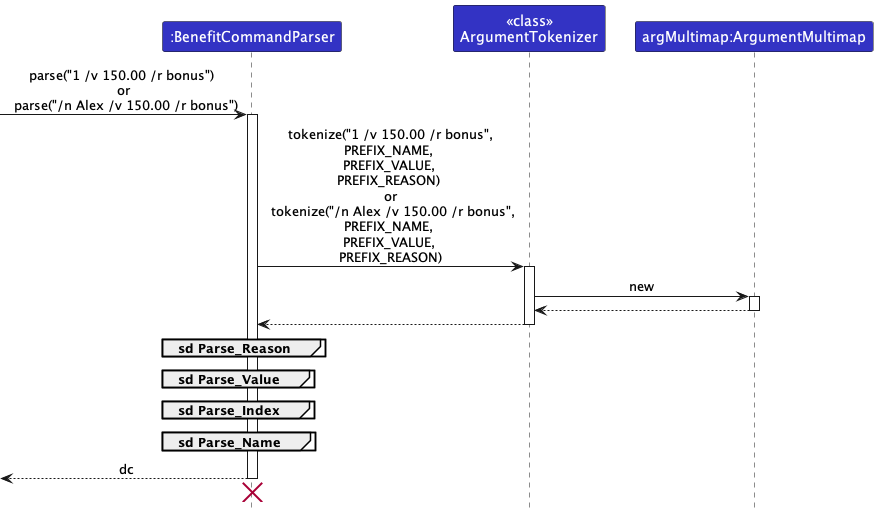 :BenefitCommandParser
«class»
ArgumentTokenizer
argMultimap:ArgumentMultimap
parse("1 /v 150.00 /r bonus")
or
parse("/n Alex /v 150.00 /r bonus")
tokenize("1 /v 150.00 /r bonus",
PREFIX_NAME,
PREFIX_VALUE,
PREFIX_REASON)
or
tokenize("/n Alex /v 150.00 /r bonus",
PREFIX_NAME,
PREFIX_VALUE,
PREFIX_REASON)
new
sd Parse_Reason
sd Parse_Value
sd Parse_Index
sd Parse_Name
dc